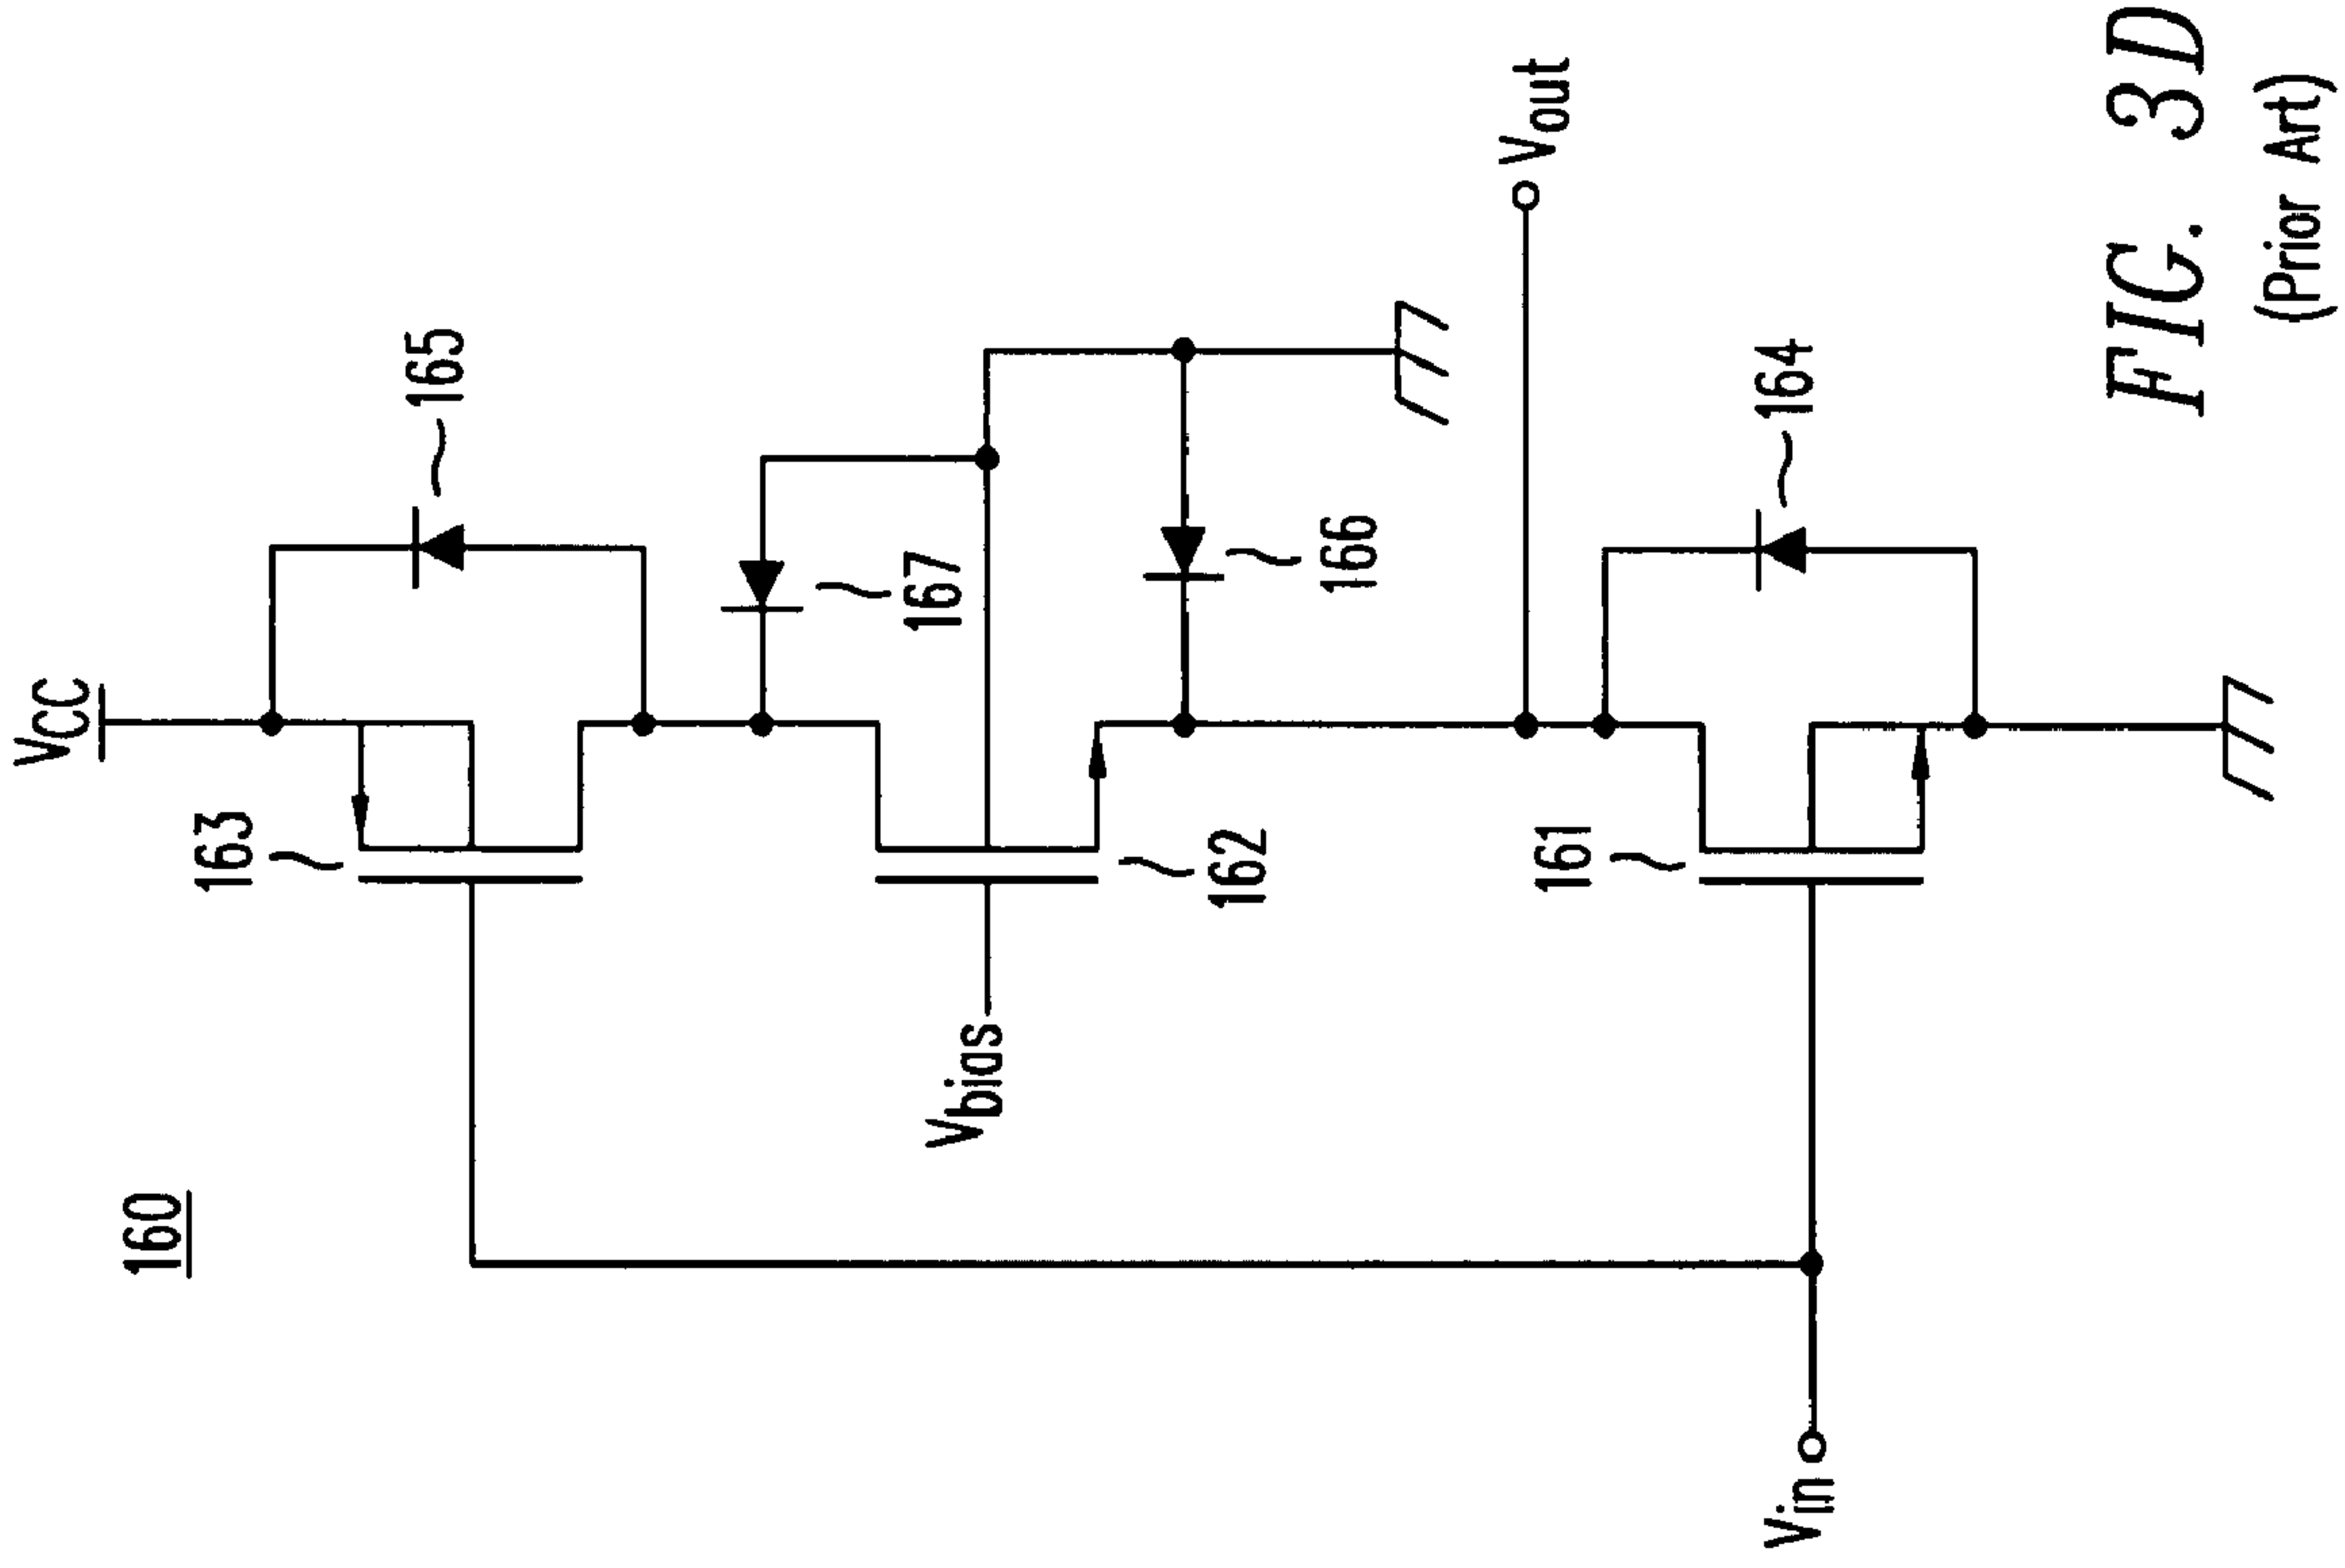 160
VCC
163
165
167
Vbias
162
166
Vout
161
164
Vin
FIG. 3D
(Prior Art)